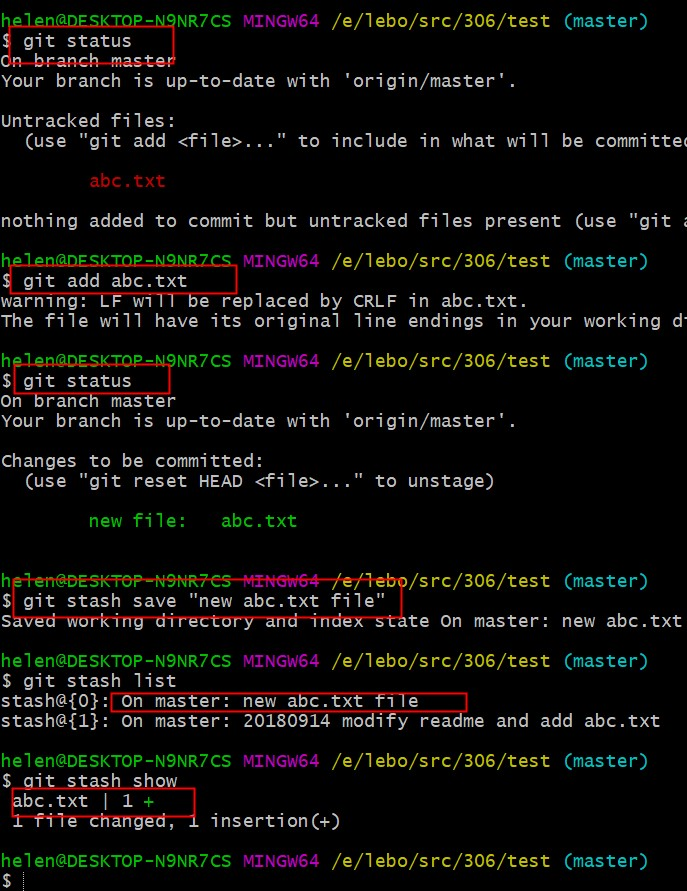 helen@DESKTOP-N9NR7CS MINGW64 /e/lebo/src/306/test (master)
$ git status
On branch master
Your branch is up-to-date with 'origin/master'.
Untracked files:
(use "git add <file>..." to include in what will be committed
abc.txt
nothing added to commit but untracked files present (use "git a
helen@DESKTOP-N9NR7CS MINGW64 /e/lebo/src/306/test (master)
$ git add abc.txt
warning: LF will be replaced by CRLF in abc.txt.
The file will have its original line endings in your working di
helen@DESKTOP-N9NR7CS MINGW64 /e/lebo/src/306/test (master)
$ git status
On branch master
Your branch is up-to-date with 'origin/master'.
Changes to be committed:
(use "git reset HEAD <file>..." to unstage)
new file:   abc.txt
helen@DESKTOP-N9NR7CS MINGW64 /e/lebo/src/306/test (master)
$ git stash save "new abc.txt file"
Saved working directory and index state On master: new abc.txt
helen@DESKTOP-N9NR7CS MINGW64 /e/lebo/src/306/test (master)
$ git stash list
stash@{0}: On master: new abc.txt file
stash@{1}: On master: 20180914 modify readme and add abc.txt
helen@DESKTOP-N9NR7CS MINGW64 /e/lebo/src/306/test (master)
$ git stash show
abc.txt | 1 +
1 file changed, 1 insertion(+)
helen@DESKTOP-N9NR7CS MINGW64 /e/lebo/src/306/test (master)
$